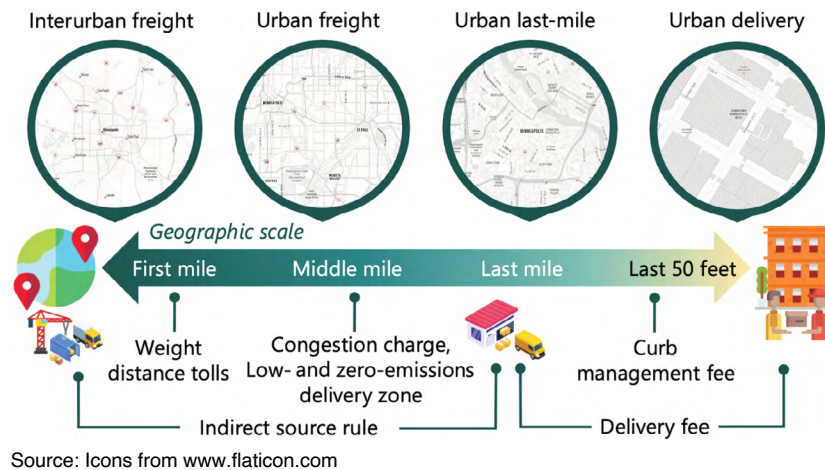 Interurban freight
Urban freight
Urban last-mile
Urban delivery
Geographic scale
First mile
Middle mile
Last mile
Last 50 feet
Weight
distance tolls
Congestion charge,
Low- and zero-emissions
delivery zone
Curb
management fee
Indirect source rule
Delivery fee
Source: Icons from www.flaticon.com